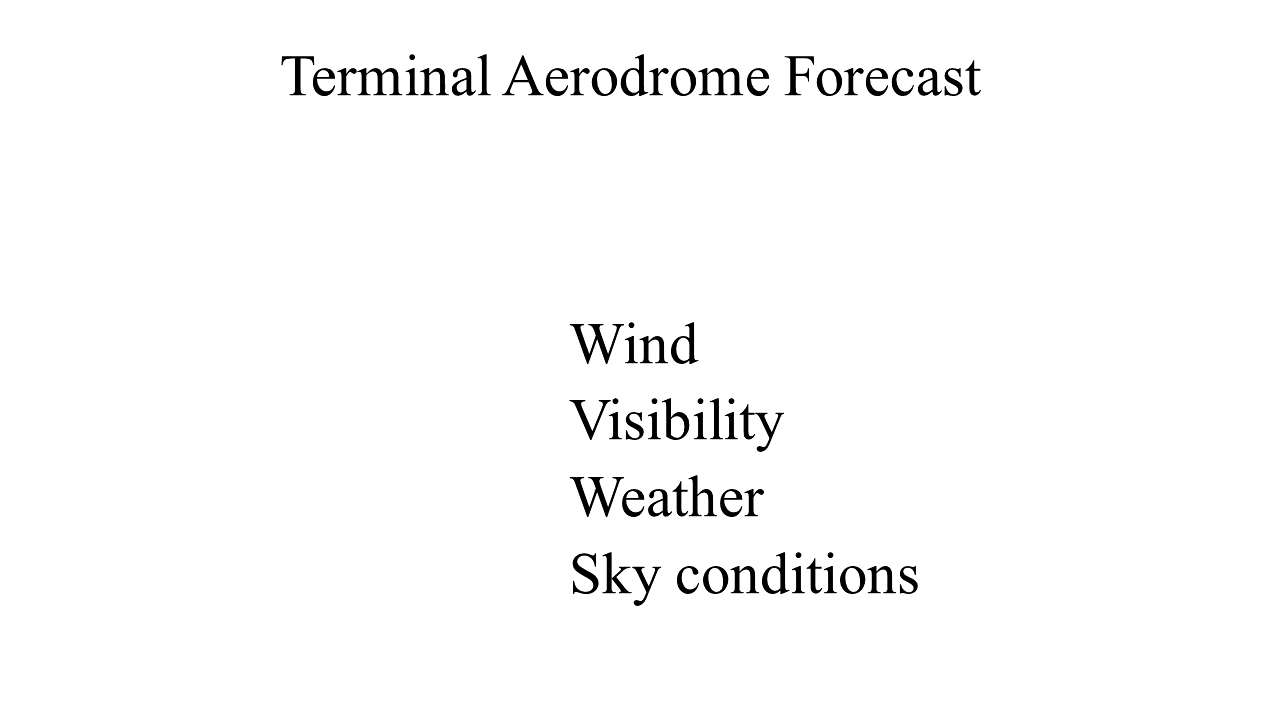 Terminal Aerodrome Forecast
Wind
Visibility
Weather
Sky conditions